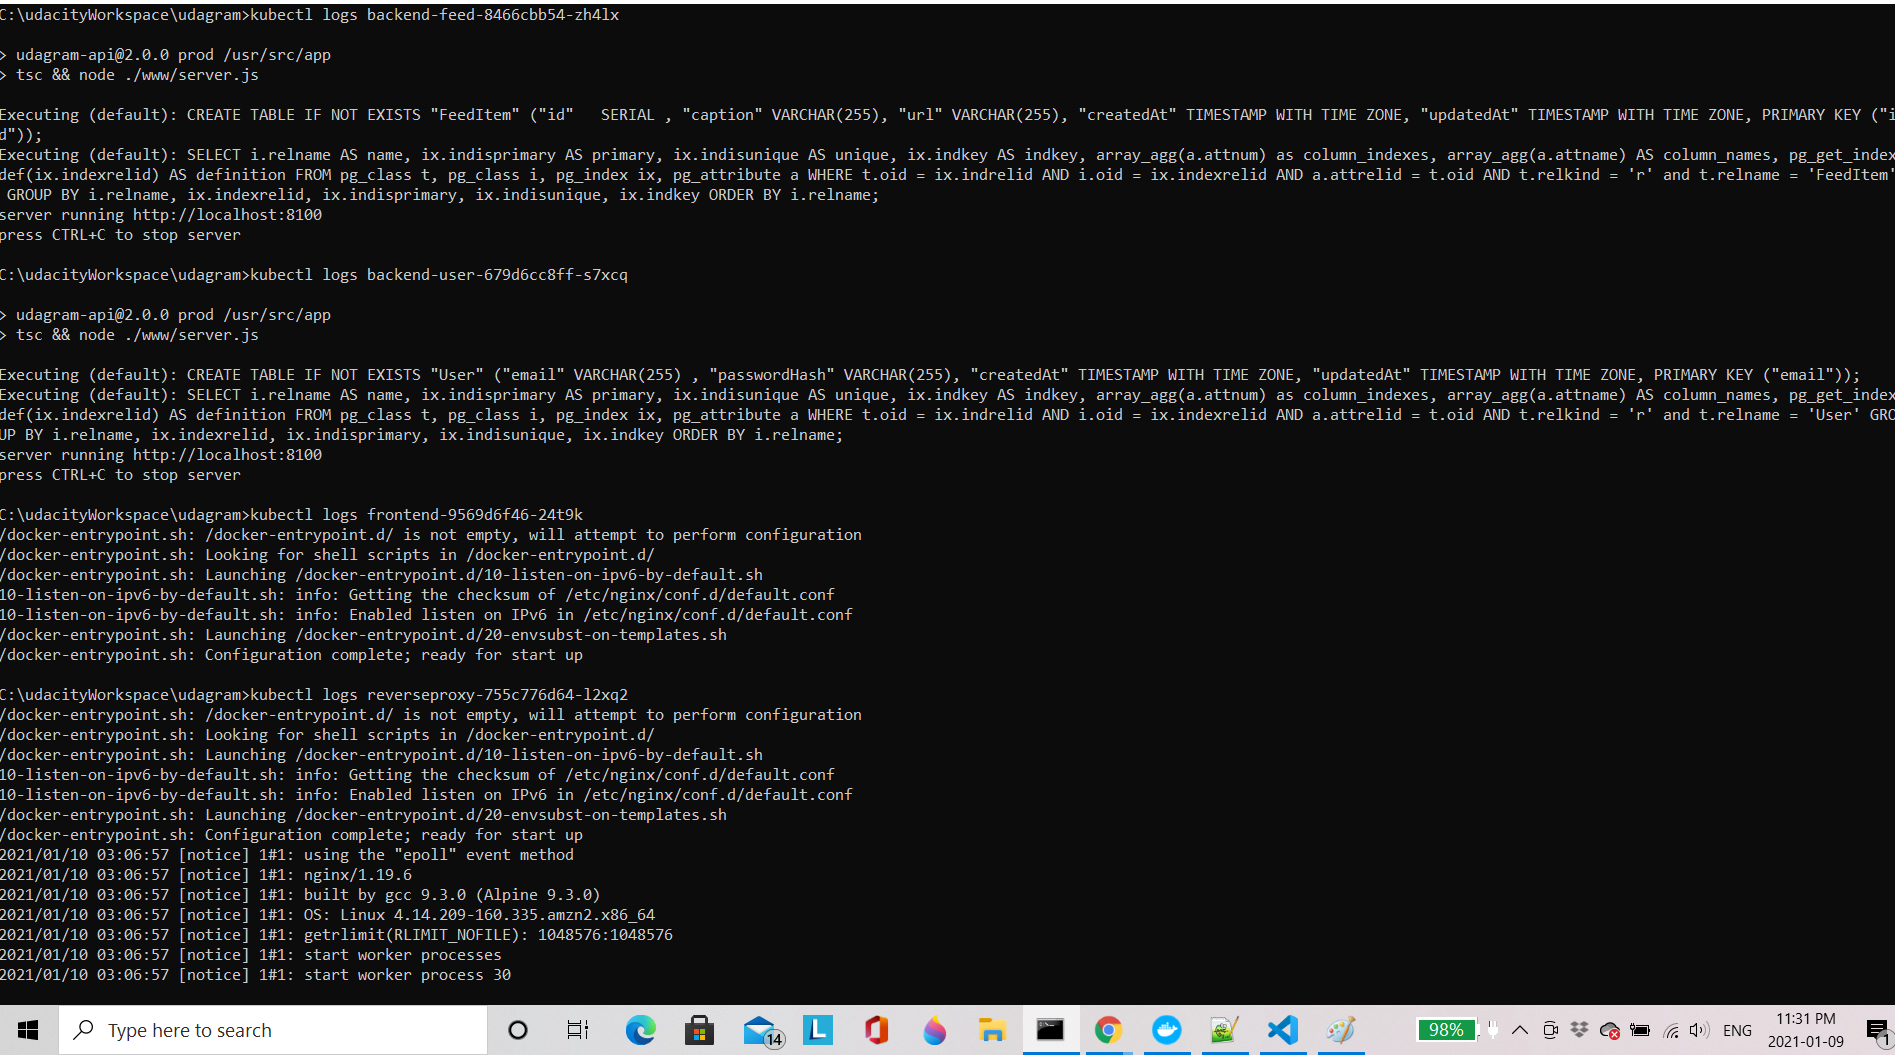 C:\udacityWorkspace\udagram>kubectl logs backend-feed-8466cbb54-zh4lx
> udagram-api@2.0.0 prod /usr/src/app
> tsc && node ./www/server.js
Executing (default): CREATE TABLE IF NOT EXISTS "FeedItem" ("id"   SERIAL , "caption" VARCHAR(255), "url" VARCHAR(255), "createdAt" TIMESTAMP WITH TIME ZONE, "updatedAt" TIMESTAMP WITH TIME ZONE, PRIMARY KEY ("i
d"));
Executing (default): SELECT i.relname AS name, ix.indisprimary AS primary, ix.indisunique AS unique, ix.indkey AS indkey, array_agg(a.attnum) as column_indexes, array_agg(a.attname) AS column_names, pg_get_index
def(ix.indexrelid) AS definition FROM pg_class t, pg_class i, pg_index ix, pg_attribute a WHERE t.oid = ix.indrelid AND i.oid = ix.indexrelid AND a.attrelid = t.oid AND t.relkind = 'r' and t.relname = 'FeedItem'
 GROUP BY i.relname, ix.indexrelid, ix.indisprimary, ix.indisunique, ix.indkey ORDER BY i.relname;
server running http://localhost:8100
press CTRL+C to stop server
C:\udacityWorkspace\udagram>kubectl logs backend-user-679d6cc8ff-s7xcq
> udagram-api@2.0.0 prod /usr/src/app
> tsc && node ./www/server.js
Executing (default): CREATE TABLE IF NOT EXISTS "User" ("email" VARCHAR(255) , "passwordHash" VARCHAR(255), "createdAt" TIMESTAMP WITH TIME ZONE, "updatedAt" TIMESTAMP WITH TIME ZONE, PRIMARY KEY ("email"));
Executing (default): SELECT i.relname AS name, ix.indisprimary AS primary, ix.indisunique AS unique, ix.indkey AS indkey, array_agg(a.attnum) as column_indexes, array_agg(a.attname) AS column_names, pg_get_index
def(ix.indexrelid) AS definition FROM pg_class t, pg_class i, pg_index ix, pg_attribute a WHERE t.oid = ix.indrelid AND i.oid = ix.indexrelid AND a.attrelid = t.oid AND t.relkind = 'r' and t.relname = 'User' GRO
UP BY i.relname, ix.indexrelid, ix.indisprimary, ix.indisunique, ix.indkey ORDER BY i.relname;
server running http://localhost:8100
press CTRL+C to stop server
C:\udacityWorkspace\udagram>kubectl logs frontend-9569d6f46-24t9k
/docker-entrypoint.sh: /docker-entrypoint.d/ is not empty, will attempt to perform configuration
/docker-entrypoint.sh: Looking for shell scripts in /docker-entrypoint.d/
/docker-entrypoint.sh: Launching /docker-entrypoint.d/10-listen-on-ipv6-by-default.sh
10-listen-on-ipv6-by-default.sh: info: Getting the checksum of /etc/nginx/conf.d/default.conf
10-listen-on-ipv6-by-default.sh: info: Enabled listen on IPv6 in /etc/nginx/conf.d/default.conf
/docker-entrypoint.sh: Launching /docker-entrypoint.d/20-envsubst-on-templates.sh
/docker-entrypoint.sh: Configuration complete; ready for start up
C:\udacityWorkspace\udagram>kubectl logs reverseproxy-755c776d64-l2xq2
/docker-entrypoint.sh: /docker-entrypoint.d/ is not empty, will attempt to perform configuration
/docker-entrypoint.sh: Looking for shell scripts in /docker-entrypoint.d/
/docker-entrypoint.sh: Launching /docker-entrypoint.d/10-listen-on-ipv6-by-default.sh
10-listen-on-ipv6-by-default.sh: info: Getting the checksum of /etc/nginx/conf.d/default.conf
10-listen-on-ipv6-by-default.sh: info: Enabled listen on IPv6 in /etc/nginx/conf.d/default.conf
/docker-entrypoint.sh: Launching /docker-entrypoint.d/20-envsubst-on-templates.sh
/docker-entrypoint.sh: Configuration complete; ready for start up
2021/01/10 03:06:57 [notice] 1#1: using the "epoll" event method
2021/01/10 03:06:57 [notice] 1#1: nginx/1.19.6
2021/01/10 03:06:57 [notice] 1#1: built by gcc 9.3.0 (Alpine 9.3.0)
2021/01/10 03:06:57 [notice] 1#1: OS: Linux 4.14.209-160.335.amzn2.x86_64
2021/01/10 03:06:57 [notice] 1#1: getrlimit(RLIMIT_NOFILE): 1048576:1048576
2021/01/10 03:06:57 [notice] 1#1: start worker processes
2021/01/10 03:06:57 [notice] 1#1: start worker process 30
Type here to search
14
L
98%
ENG
11:31 PM
2021-01-09
1